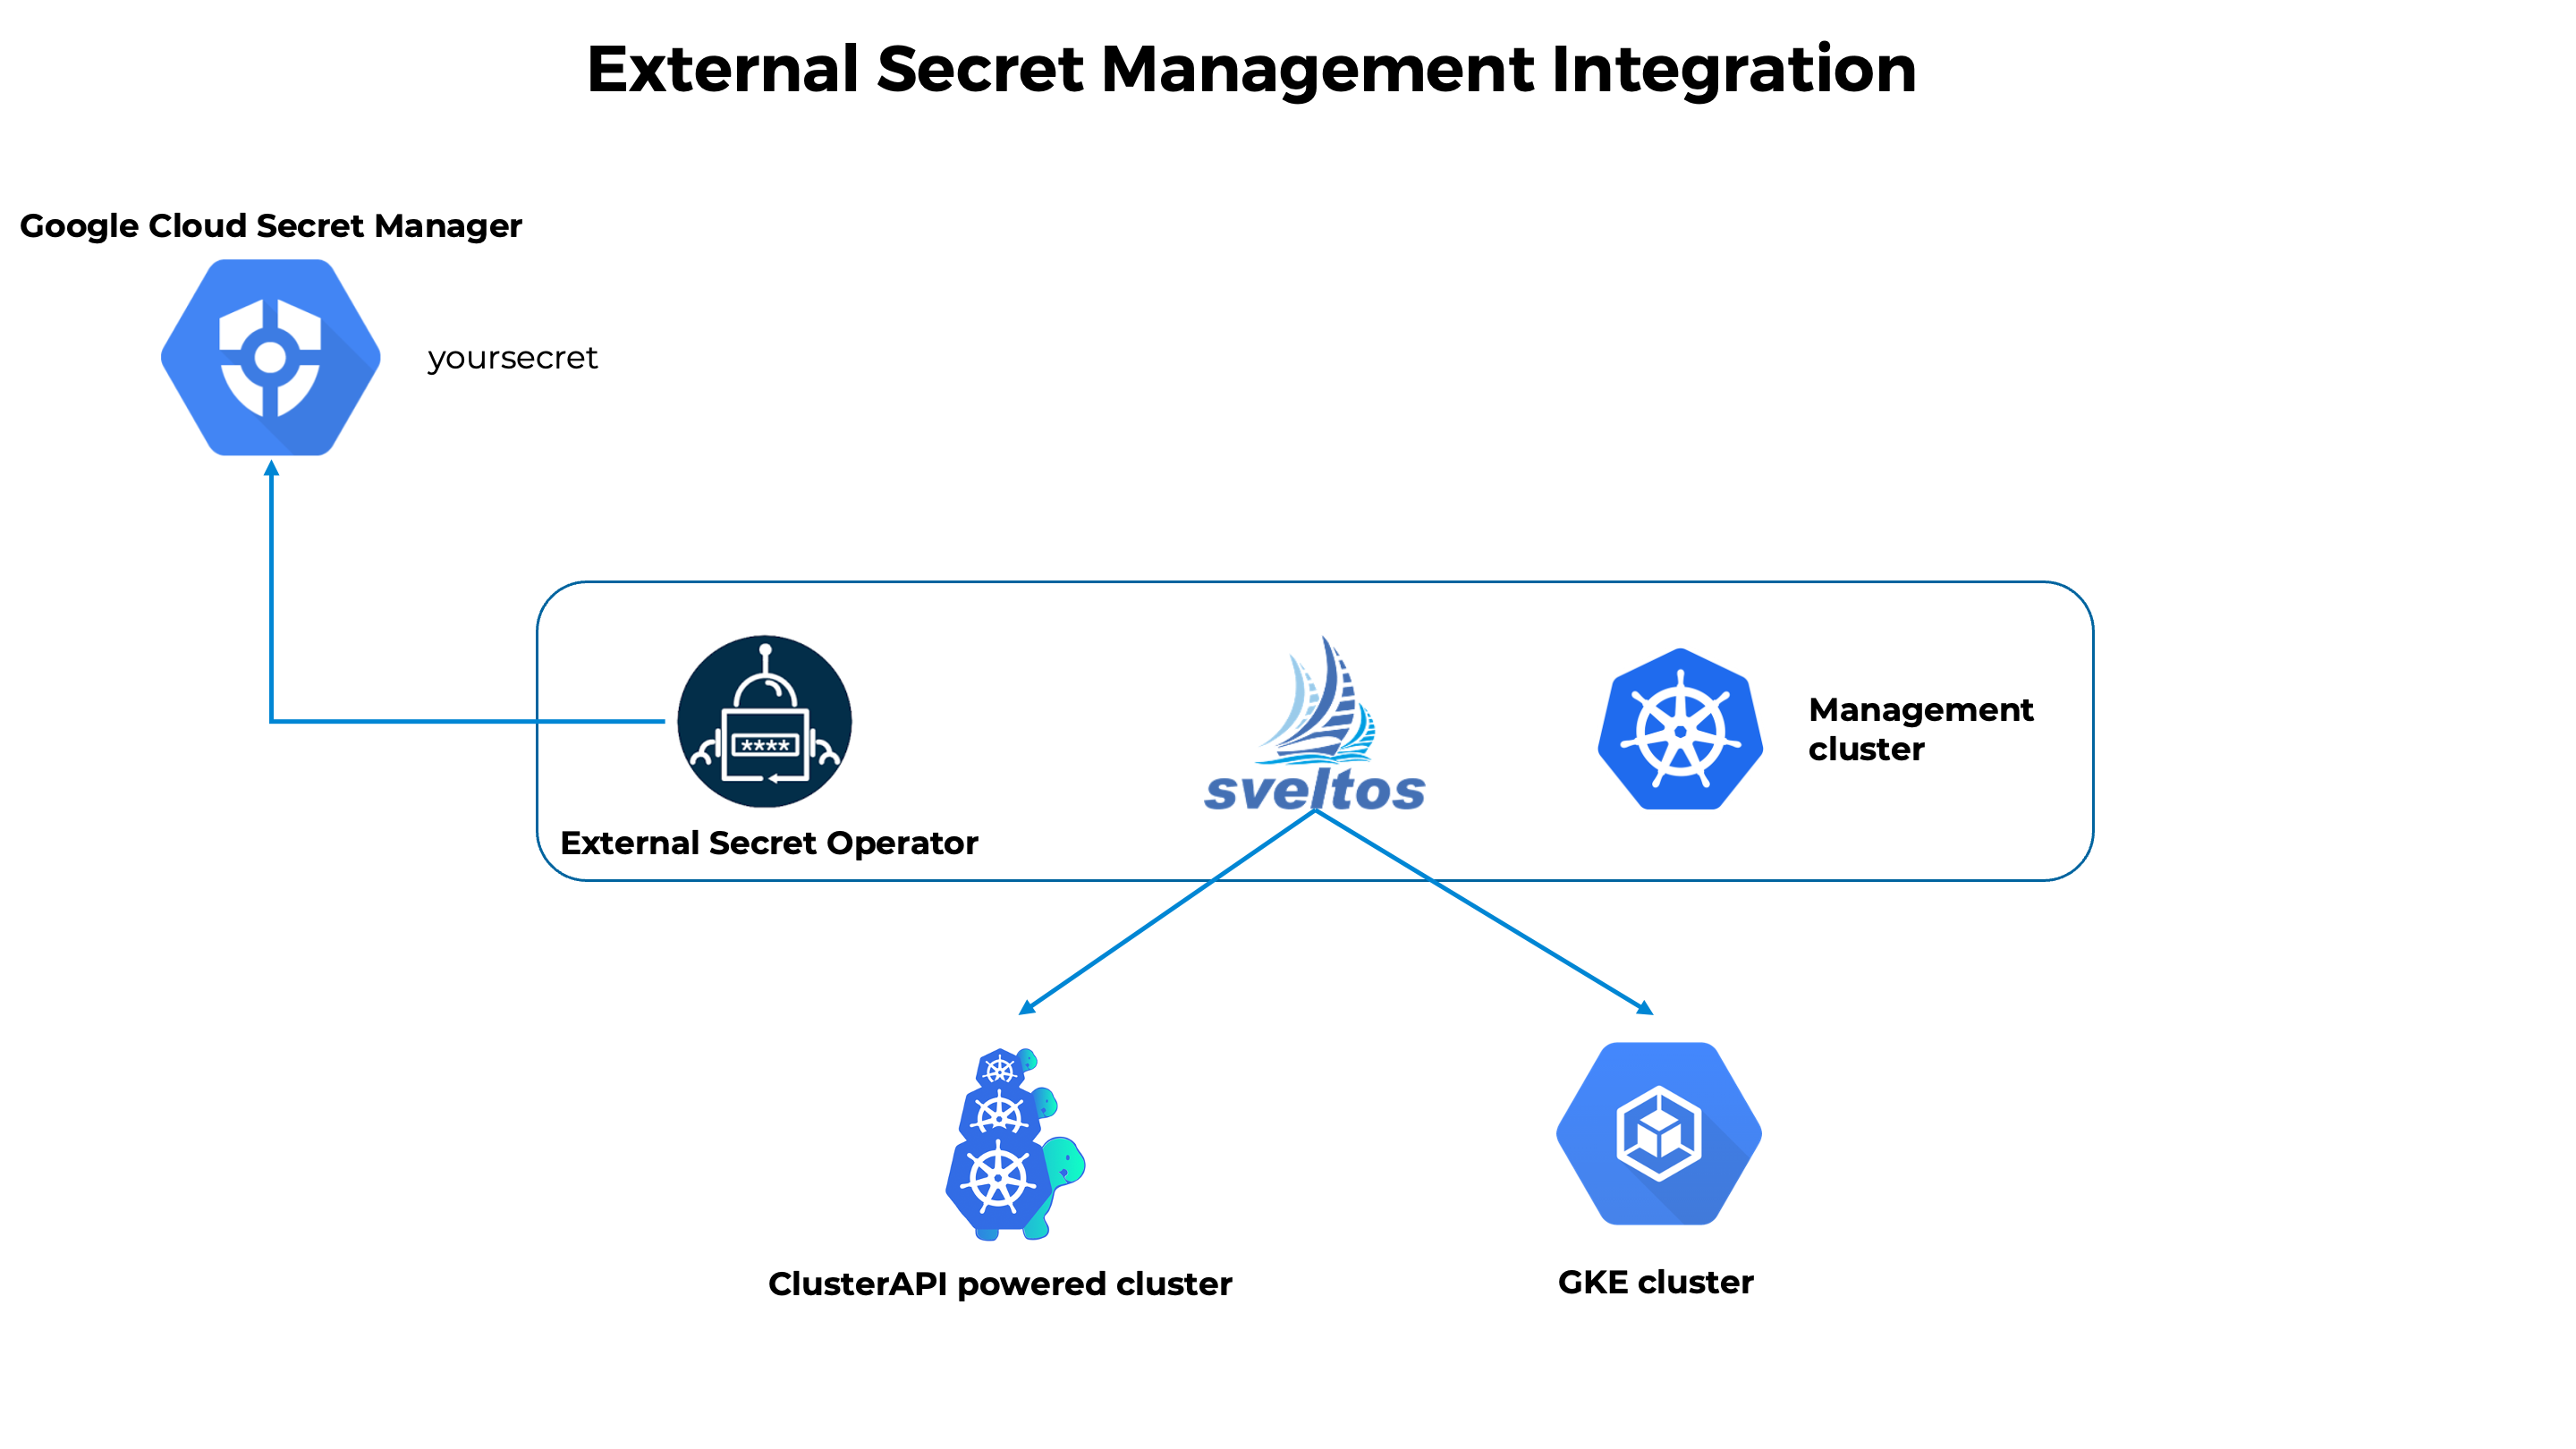 External Secret Management Integration
Google Cloud Secret Manager
yoursecret
****
sveltos
Management
cluster
External Secret Operator
ClusterAPI powered cluster
GKE cluster